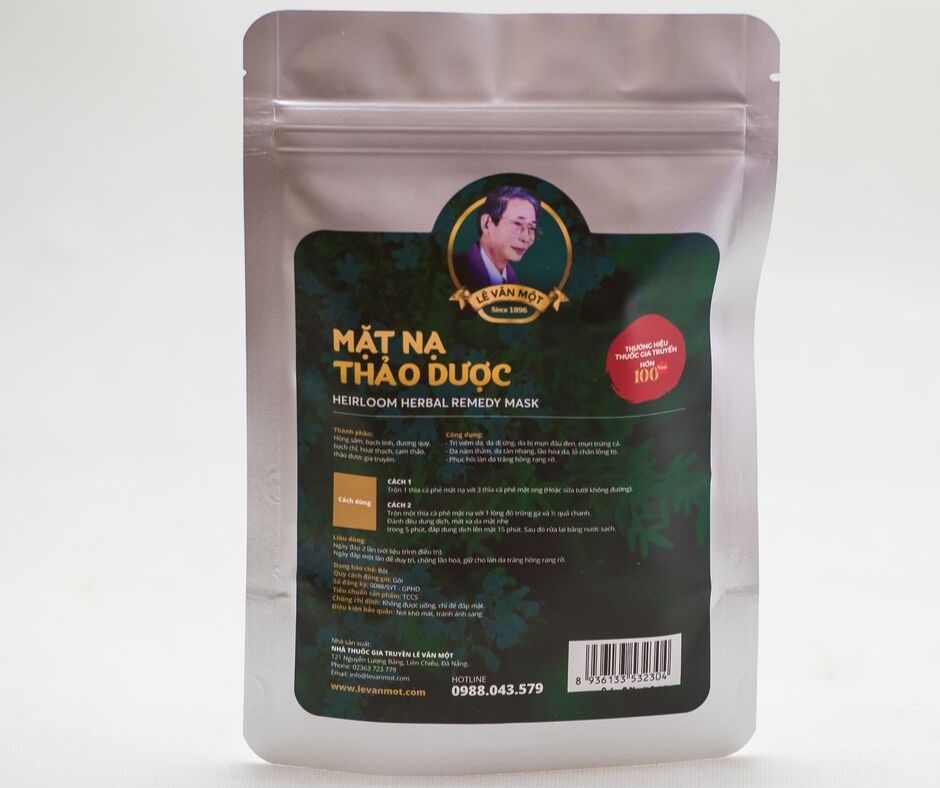 LÊ VĂN MỘT
Since 1896
MẶT NẠ
THẢO DƯỢC
HEIRLOOM HERBAL REMEDY MASK
THƯƠNG HIỆU
THUỐC GIA TRUYỀN
HƠN
100 Năm
Thành phần:
Hồng sâm, bạch linh, đương quy,
bạch chỉ, hoạt thạch, cam thảo,
thảo dược gia truyền.
Công dụng:
- Trị viêm da, da dị ứng, da bị mụn đầu đen, mụn trứng cá.
- Da nám thâm, da tàn nhang, lão hóa da, lỗ chân lông to.
- Phục hồi làn da trắng hồng rạng rỡ.
Cách dùng
CÁCH 1
Trộn 1 thìa cà phê mặt nạ với 3 thìa cà phê mật ong (Hoặc sữa tươi không đường).
CÁCH 2
Trộn một thìa cà phê mặt nạ với 1 lòng đỏ trứng gà và ½ quả chanh.
Đánh đều dung dịch, mát xa da mặt nhẹ
trong 5 phút, đắp dung dịch lên mặt 15 phút. Sau đó rửa lại bằng nước sạch.
Liều dùng:
Ngày đắp 2 lần (với liệu trình điều trị).
Ngày đắp một lần để duy trì, chống lão hoá, giữ cho làn da trắng hồng rạng rỡ.
Dạng bào chế: Bột
Quy cách đóng gói: Gói
Số đăng ký: 0088/SYT - GPHD
Tiêu chuẩn sản phẩm: TCCS
Chống chỉ định: Không được uống, chỉ để đắp mặt.
Điều kiện bảo quản: Nơi khô mát, tránh ánh sáng
Nhà sản xuất:
NHÀ THUỐC GIA TRUYỀN LÊ VĂN MỘT
121 Nguyễn Lương Bằng, Liên Chiểu, Đà Nẵng.
Phone: 02363 723 779
Email: info@levanmot.com
www.levanmot.com
HOTLINE
0988.043.579
8 936133 532304